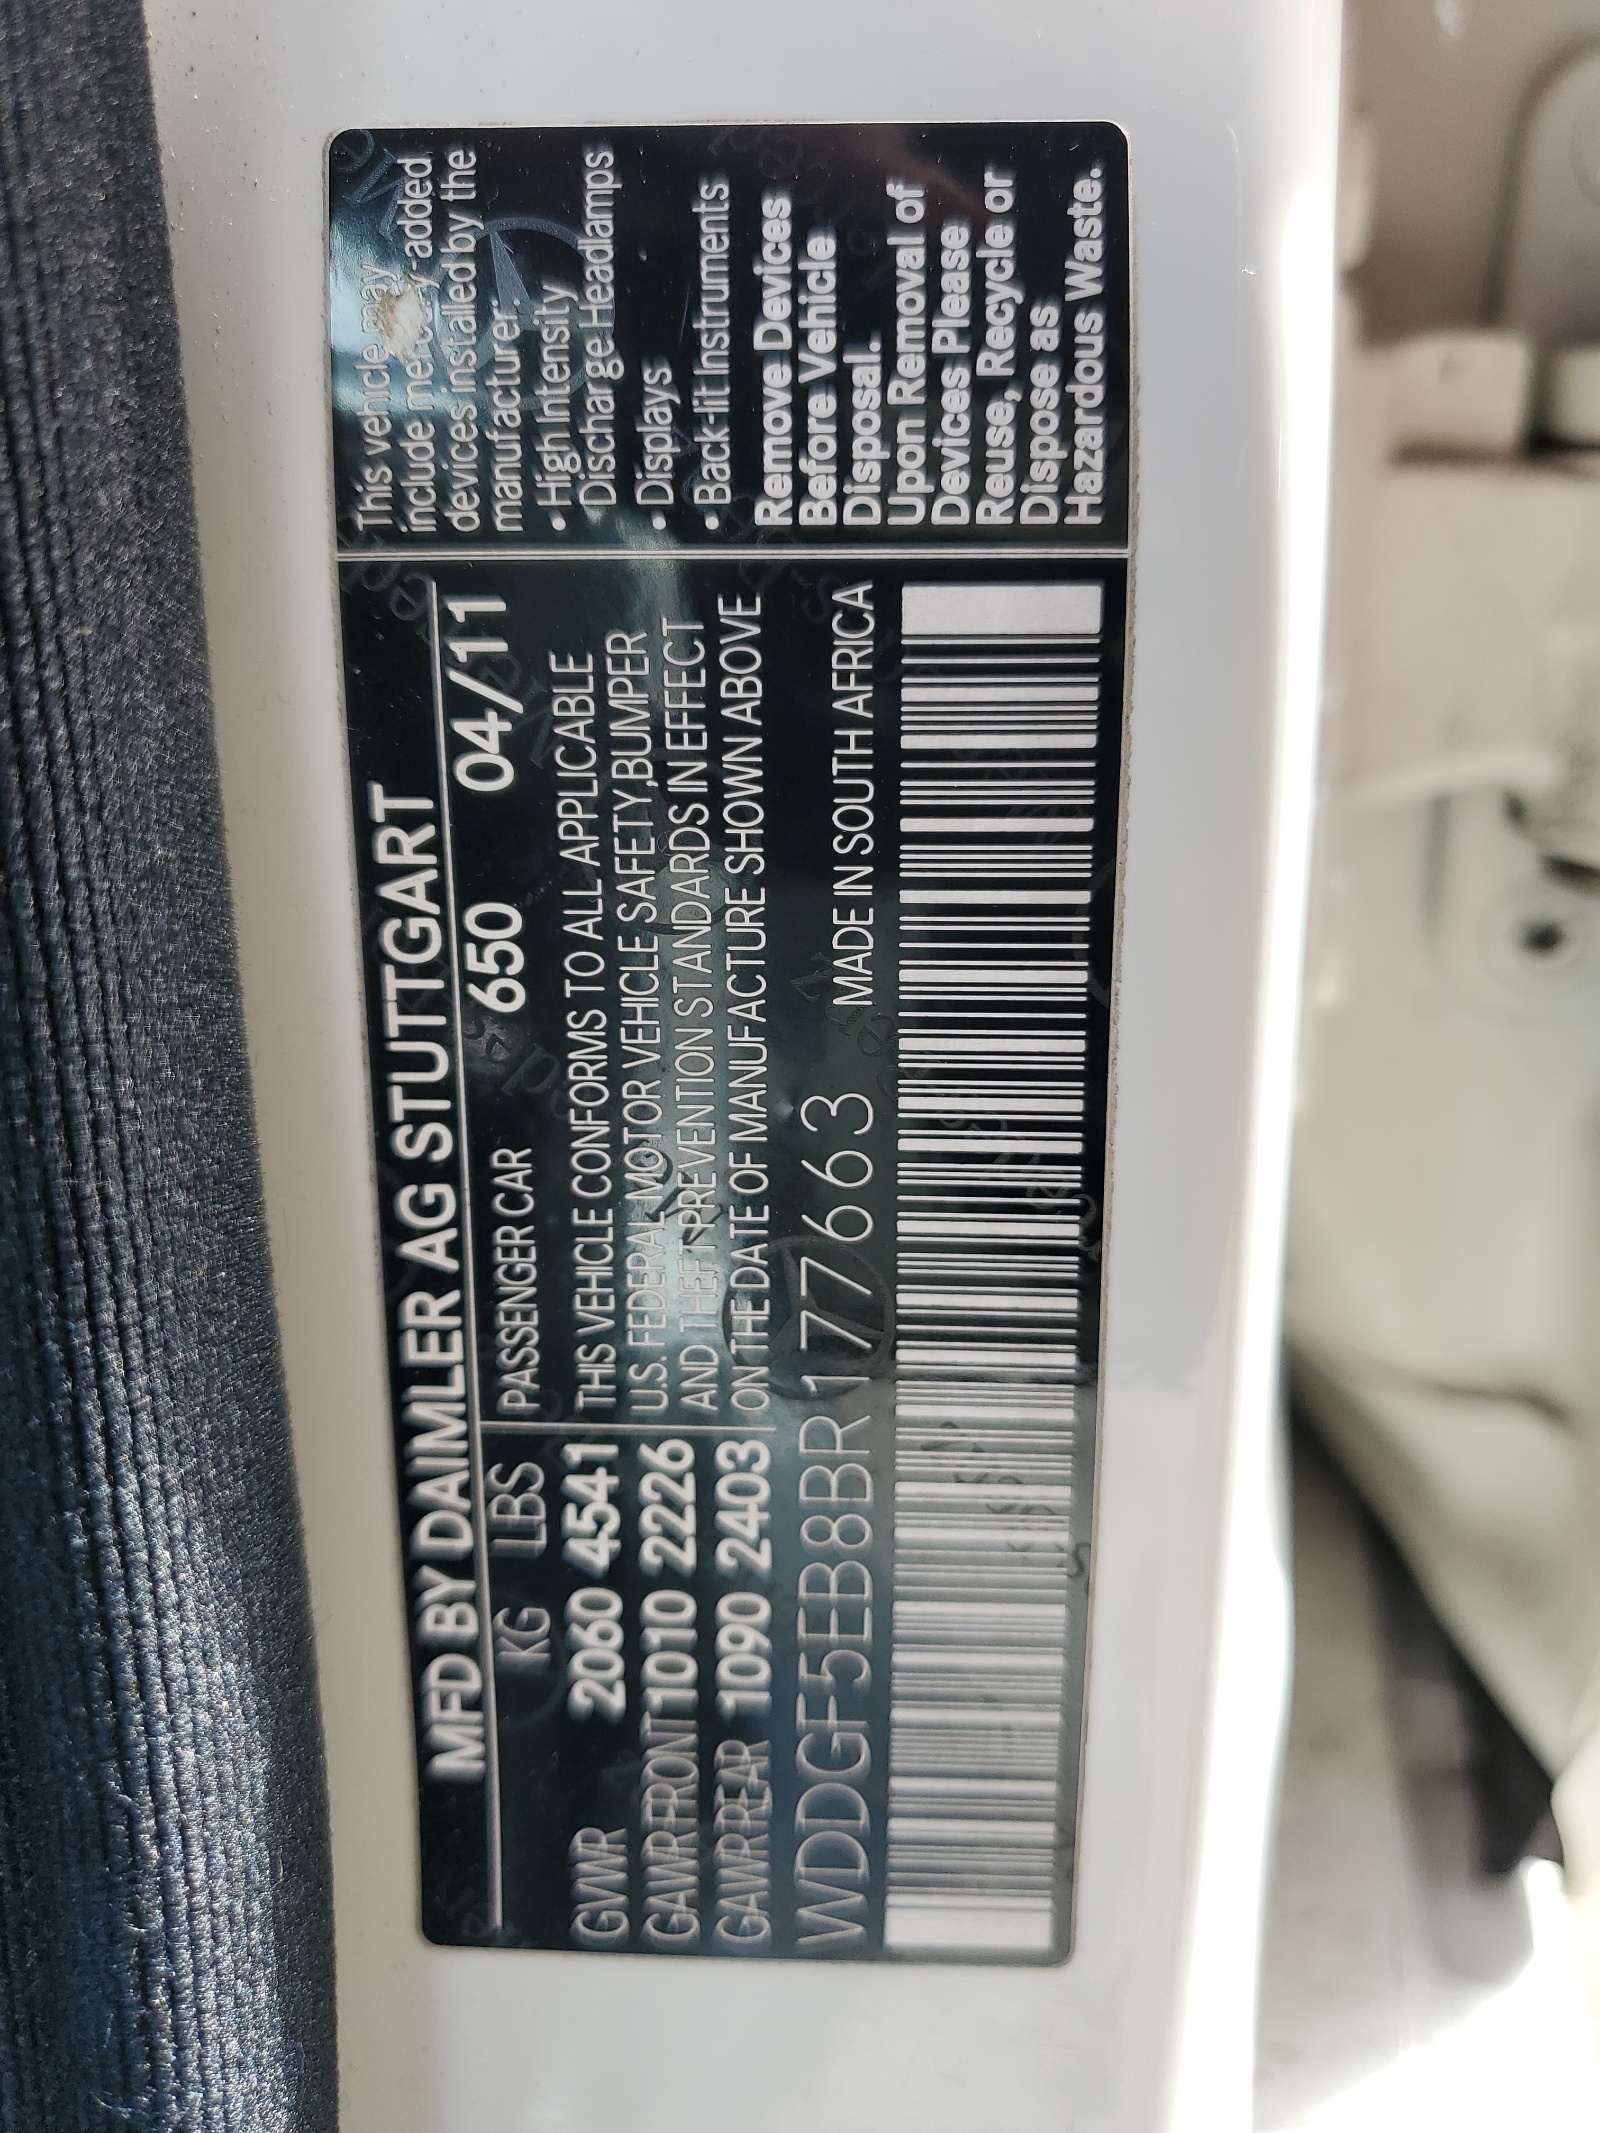 MFD BY DAIMLER AG STUTTGART
KG LBS PASSENGER CAR 650 04/11
GVWR 2060 4541 THIS VEHICLE CONFORMS TO ALL APPLICABLE
GAWR FRONT 1010 2226 U.S. FEDERAL MOTOR VEHICLE SAFETY, BUMPER
GAWR REAR 1090 2403 AND THEFT PREVENTION STANDARDS IN EFFECT
ON THE DATE OF MANUFACTURE SHOWN ABOVE
WDDGF5EB8BR177663 MADE IN SOUTH AFRICA
This vehicle may
include mercury added
devices installed by the
manufacturer:
• High Intensity
Discharge Headlamps
• Displays
• Back-lit Instruments
Remove Devices
Before Vehicle
Disposal.
Upon Removal of
Devices Please
Reuse, Recycle or
Dispose as
Hazardous Waste.